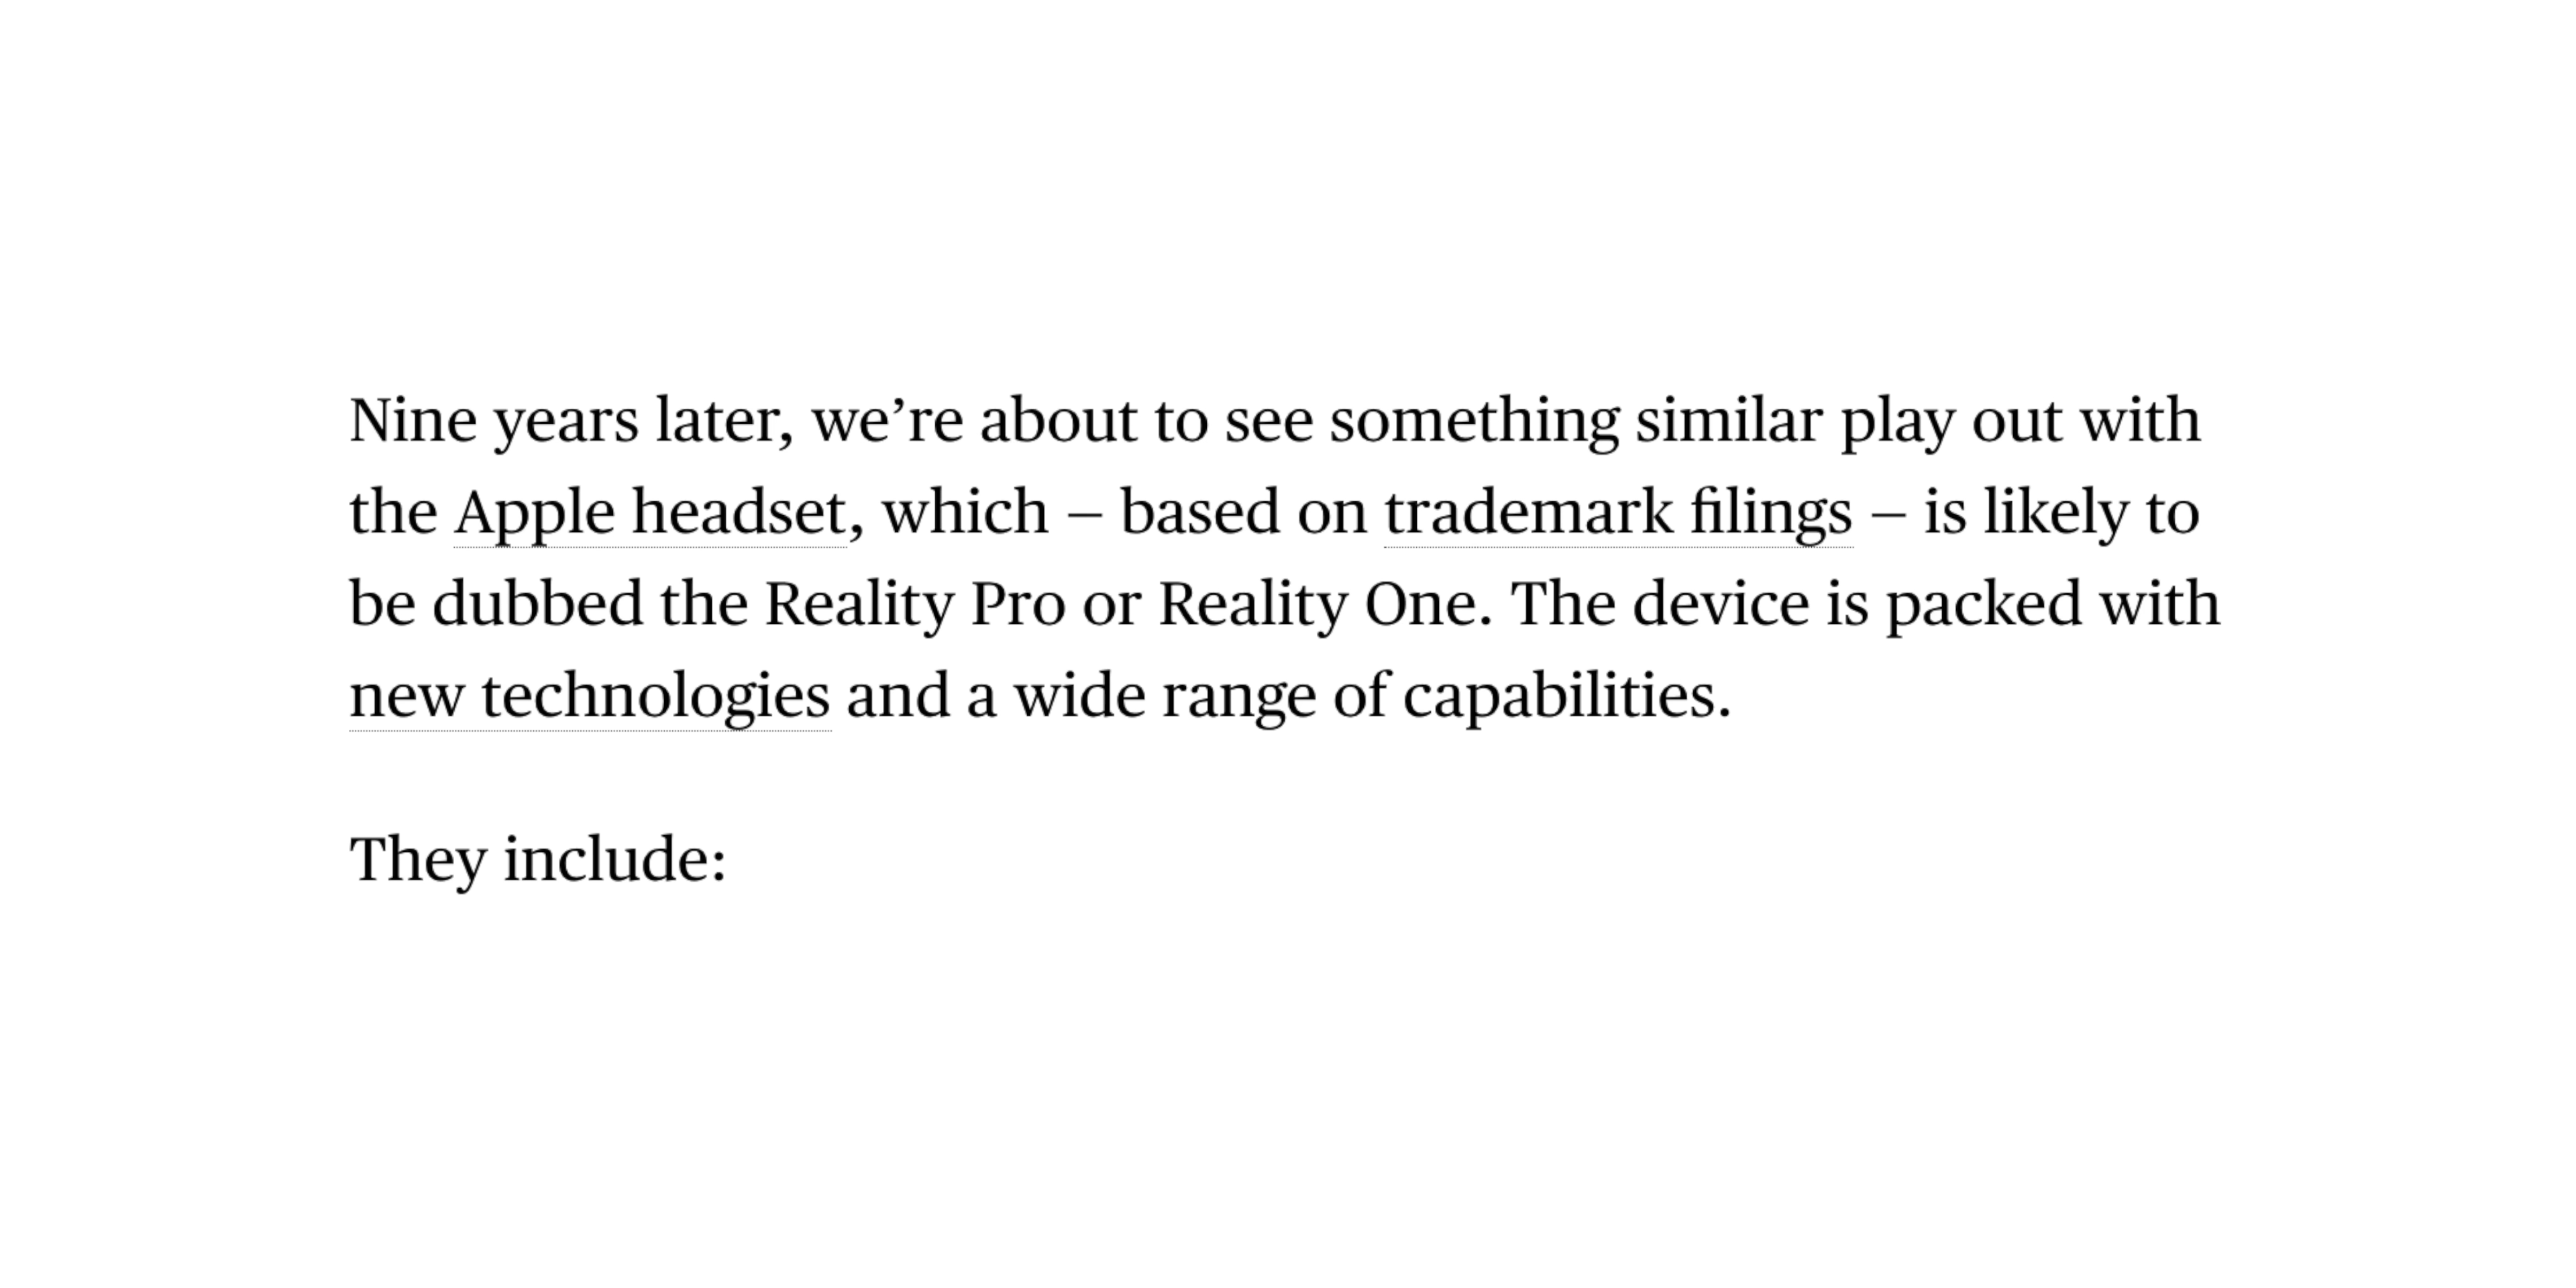 Nine years later, we’re about to see something similar play out with
the Apple headset, which – based on trademark filings – is likely to
be dubbed the Reality Pro or Reality One. The device is packed with
new technologies and a wide range of capabilities.
They include: